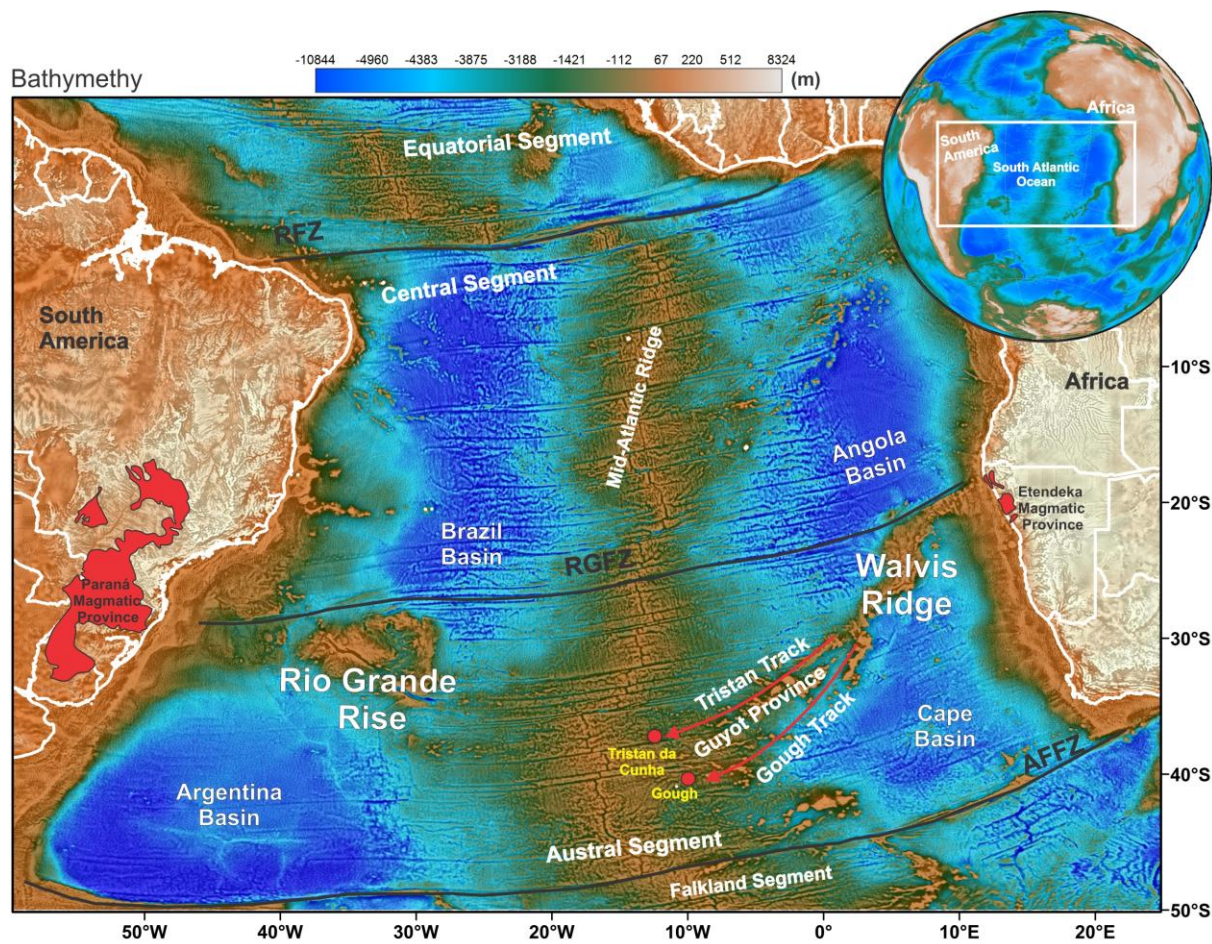 -10844 -4960 -4383 -3875 -3188 -1421 -112 67 220 512 8324 (m)
Bathymethy
Africa
South
America
South Atlantic
Ocean
Equatorial Segment
RFZ
Central Segment
South
America
Mid-Atlantic Ridge
Africa
Angola
Basin
Etendeka
Magmatic
Province
Brazil
Basin
RGFZ
Walvis
Ridge
Paraná
Magmatic
Province
Rio Grande
Rise
Tristan Track
Guyot Province
Gough Track
Cape
Basin
Tristan da
Cunha
Gough
AFFZ
Argentina
Basin
Austral Segment
Falkland Segment
10°S
20°S
30°S
40°S
50°S
50°W 40°W 30°W 20°W 10°W 0° 10°E 20°E